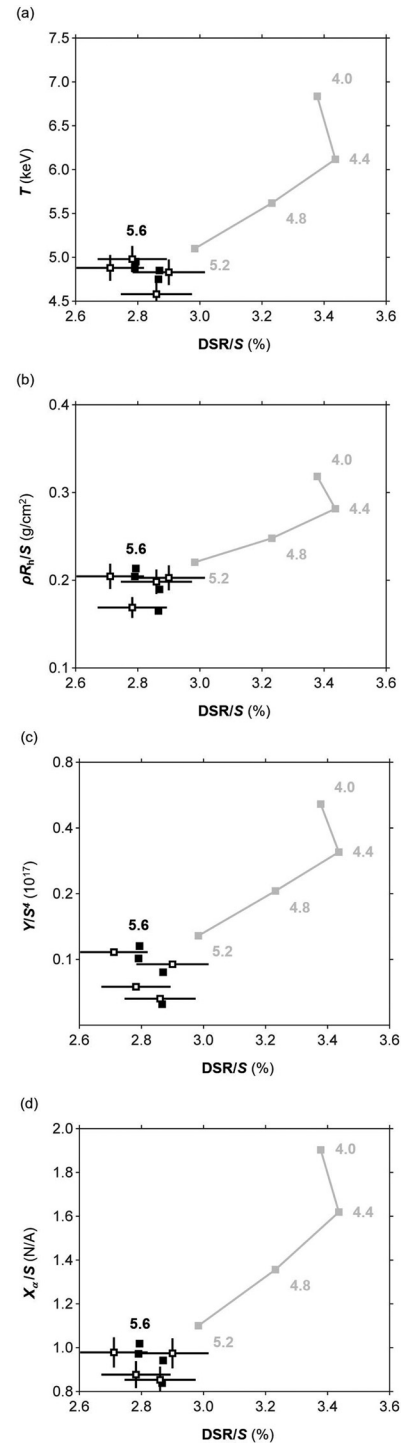 (a)
7.5
7.0
6.5
6.0
5.5
5.0
4.5
T (keV)
4.0
4.4
4.8
5.2
5.6
2.6 2.8 3.0 3.2 3.4 3.6
DSR/S (%)
(b)
0.4
0.3
0.2
0.1
ρRh/S (g/cm²)
4.0
4.4
4.8
5.2
5.6
2.6 2.8 3.0 3.2 3.4 3.6
DSR/S (%)
(c)
0.8
0.4
0.2
0.1
Y/S⁴ (10¹⁷)
4.0
4.4
4.8
5.2
5.6
2.6 2.8 3.0 3.2 3.4 3.6
DSR/S (%)
(d)
2.0
1.8
1.6
1.4
1.2
1.0
0.8
Xα/S (N/A)
4.0
4.4
4.8
5.2
5.6
2.6 2.8 3.0 3.2 3.4 3.6
DSR/S (%)